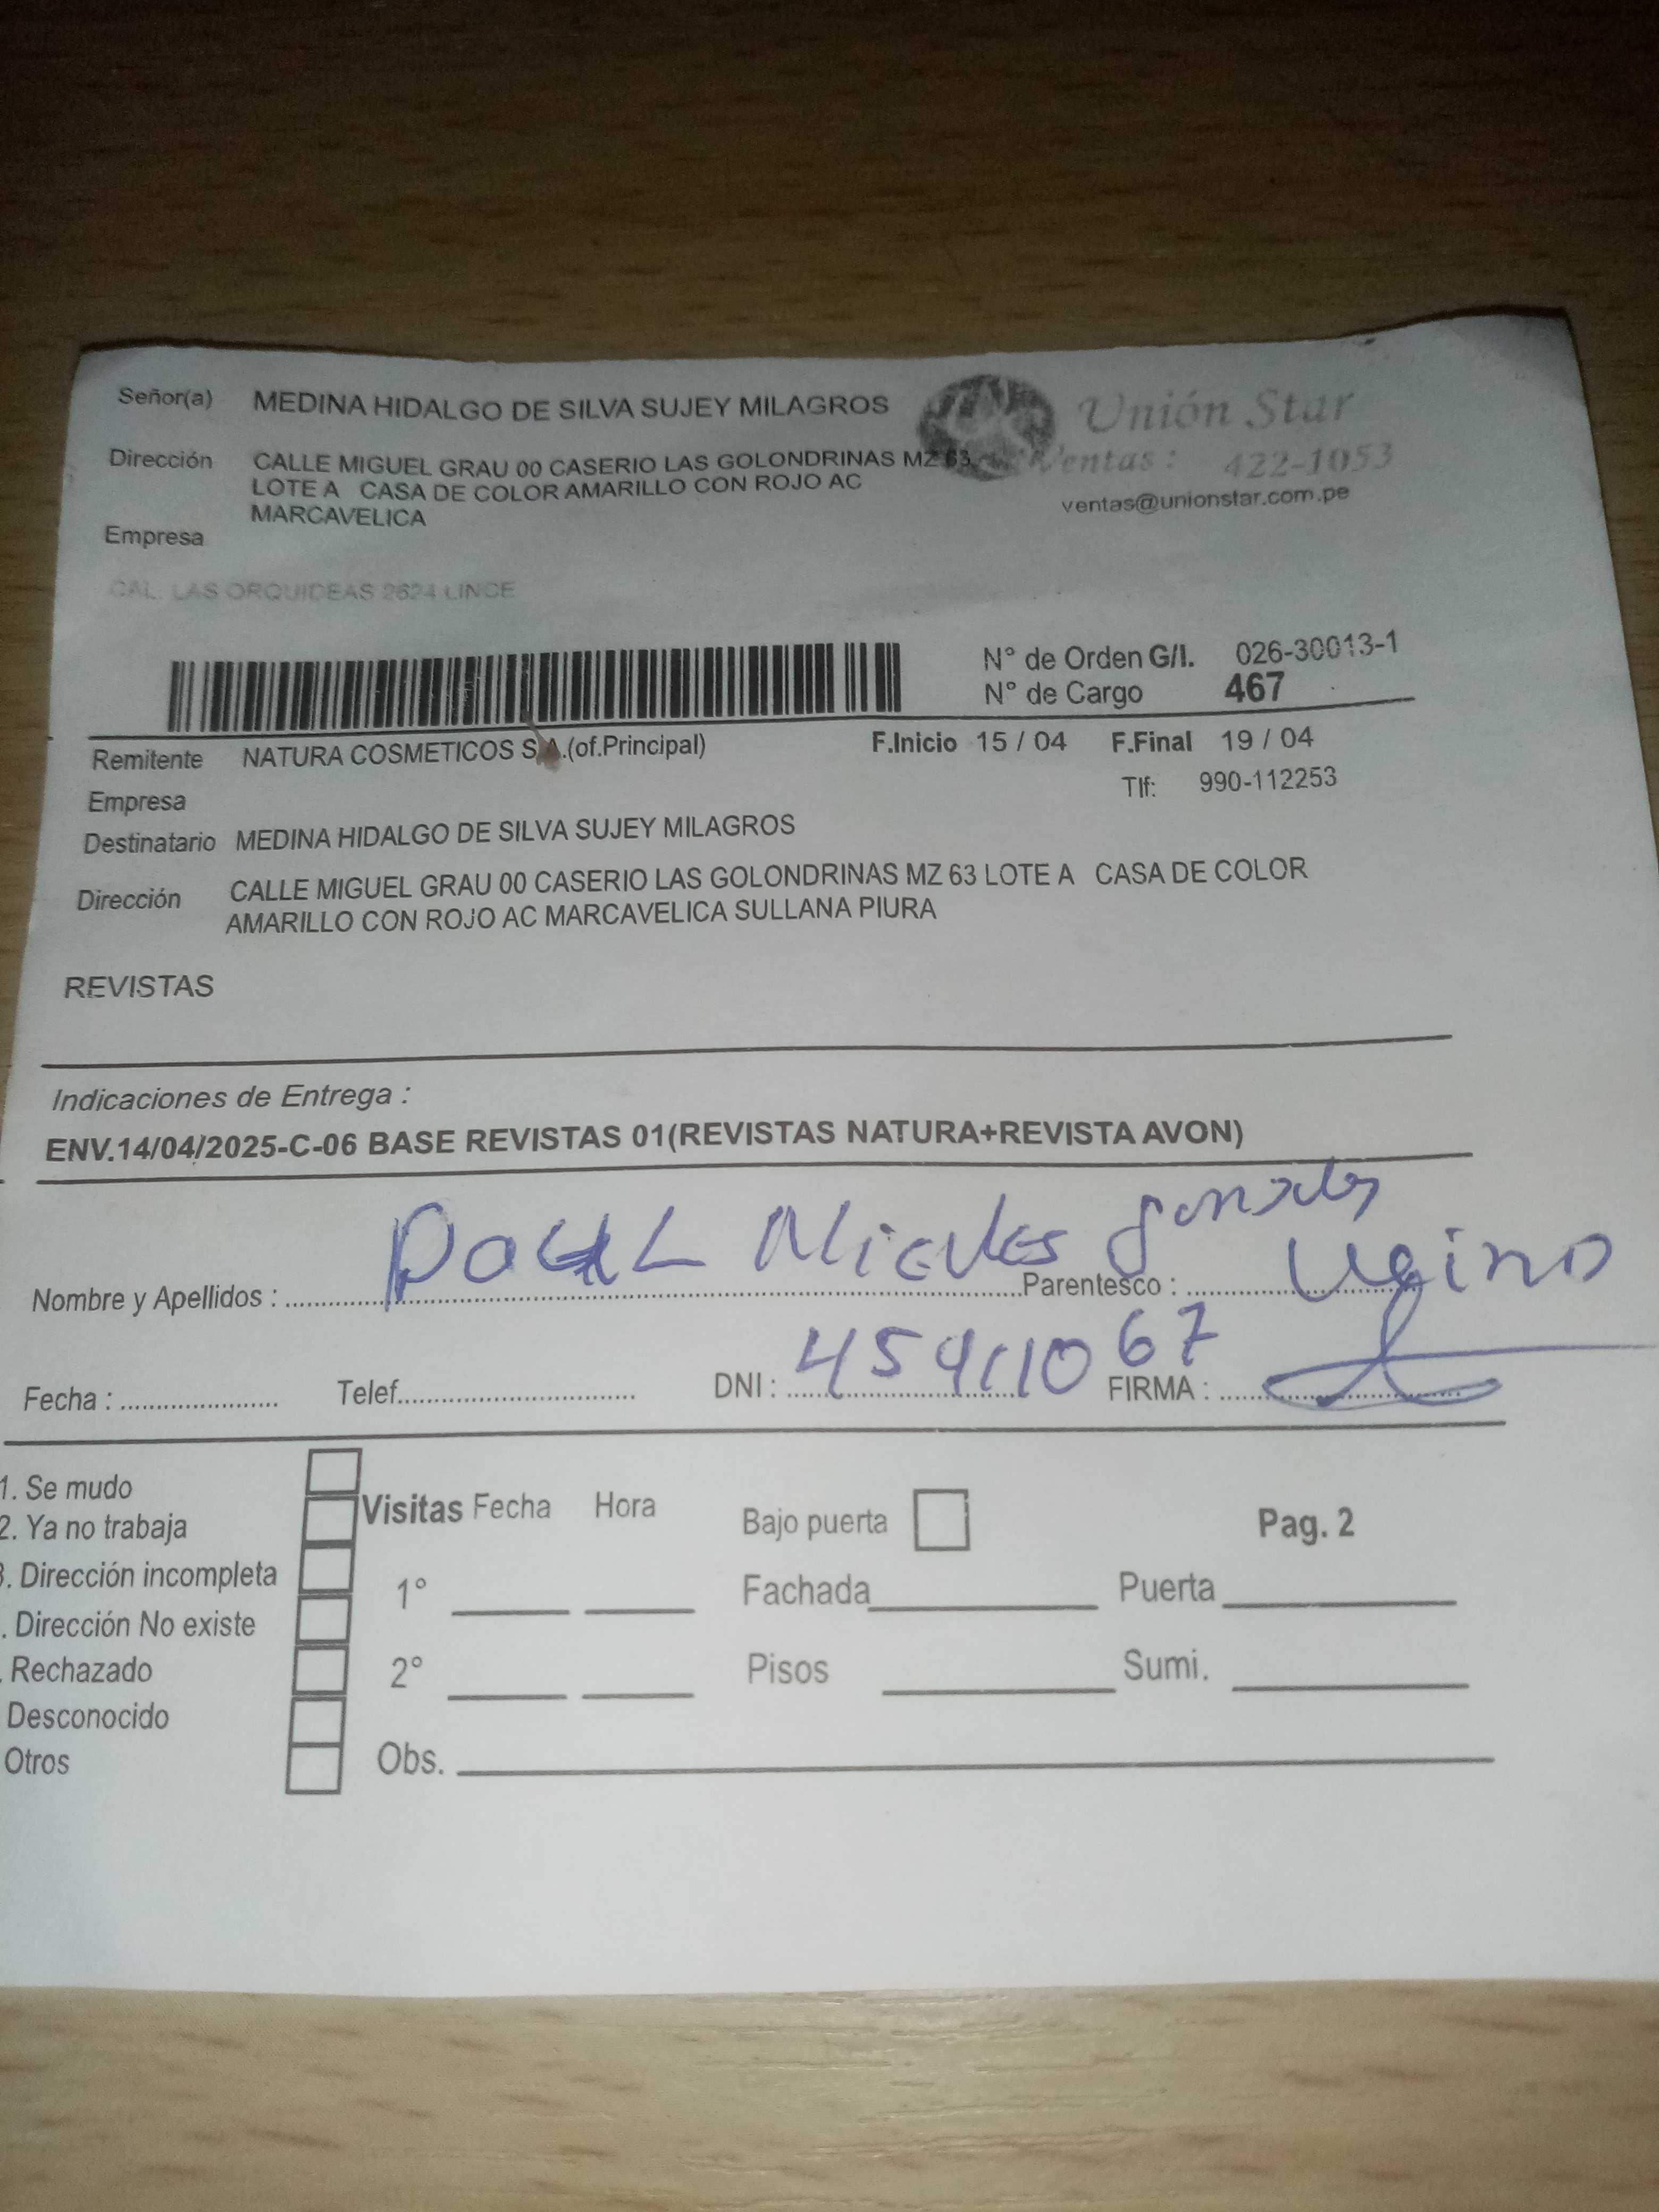 Señor(a) MEDINA HIDALGO DE SILVA SUJEY MILAGROS
Unión Star
Dirección CALLE MIGUEL GRAU 00 CASERIO LAS GOLONDRINAS MZ 63
LOTE A CASA DE COLOR AMARILLO CON ROJO AC
MARCAVELICA
Ventas: 422-1053
ventas@unionstar.com.pe
Empresa
CAL. LAS ORQUIDEAS 2624 LINCE
N° de Orden G/I. 026-30013-1
N° de Cargo 467
Remitente NATURA COSMETICOS S.A.(of.Principal) F.Inicio 15 / 04 F.Final 19 / 04
Empresa Tlf: 990-112253
Destinatario MEDINA HIDALGO DE SILVA SUJEY MILAGROS
Dirección CALLE MIGUEL GRAU 00 CASERIO LAS GOLONDRINAS MZ 63 LOTE A CASA DE COLOR
AMARILLO CON ROJO AC MARCAVELICA SULLANA PIURA
REVISTAS
Indicaciones de Entrega :
ENV.14/04/2025-C-06 BASE REVISTAS 01(REVISTAS NATURA+REVISTA AVON)
Nombre y Apellidos : Parentesco :
Fecha : Telef. DNI : FIRMA :
1. Se mudo
2. Ya no trabaja
. Dirección incompleta
. Dirección No existe
. Rechazado
Desconocido
Otros
Visitas Fecha Hora
1°
2°
Obs.
Bajo puerta Pag. 2
Fachada Puerta
Pisos Sumi.